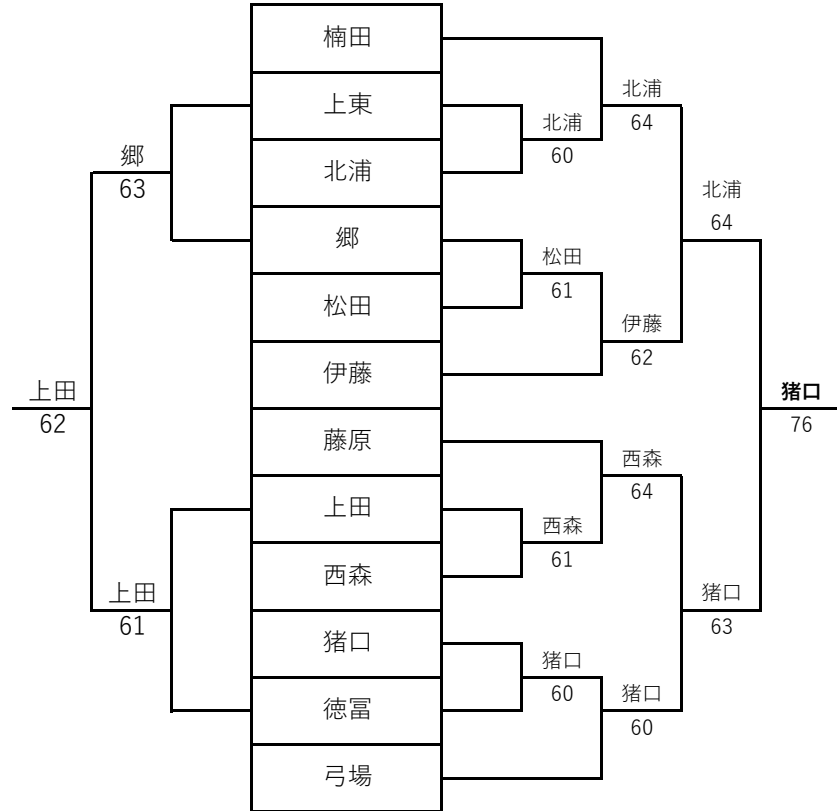 楠田
北浦
上東
64
北浦
郷
60
北浦
63
北浦
64
郷
松田
61
松田
伊藤
62
伊藤
上田
猪口
62
76
藤原
西森
64
上田
西森
61
西森
上田
猪口
61
63
猪口
猪口
60
猪口
徳冨
60
弓場